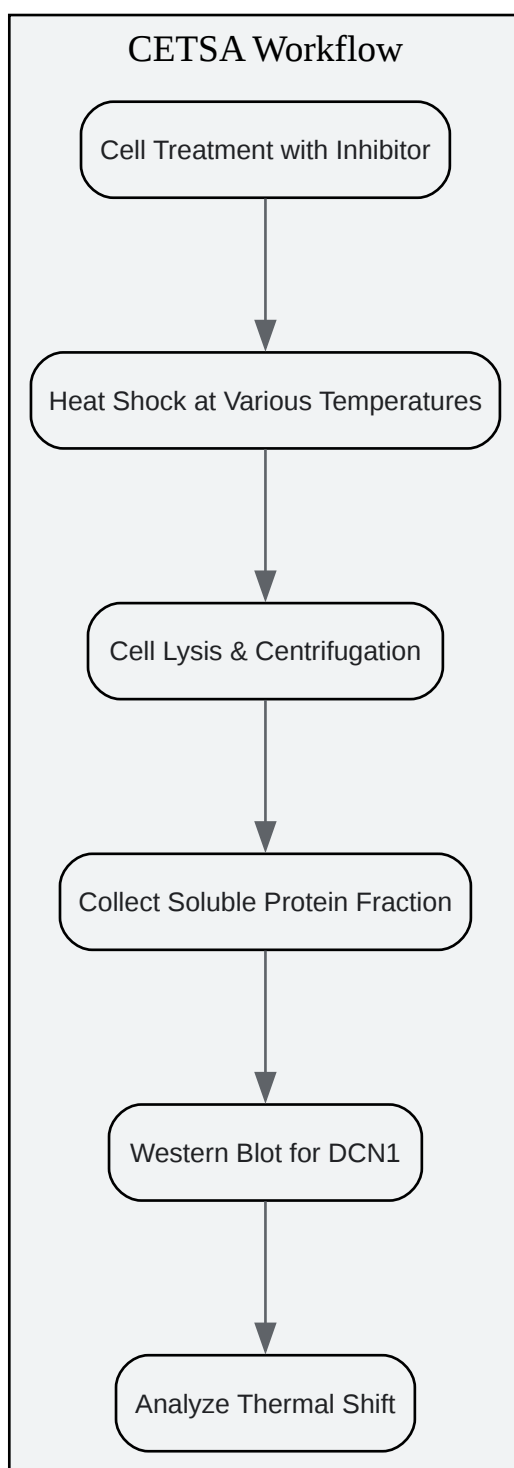 CETSA Workflow
Cell Treatment with Inhibitor
Heat Shock at Various Temperatures
Cell Lysis & Centrifugation
Collect Soluble Protein Fraction
Western Blot for DCN1
Analyze Thermal Shift